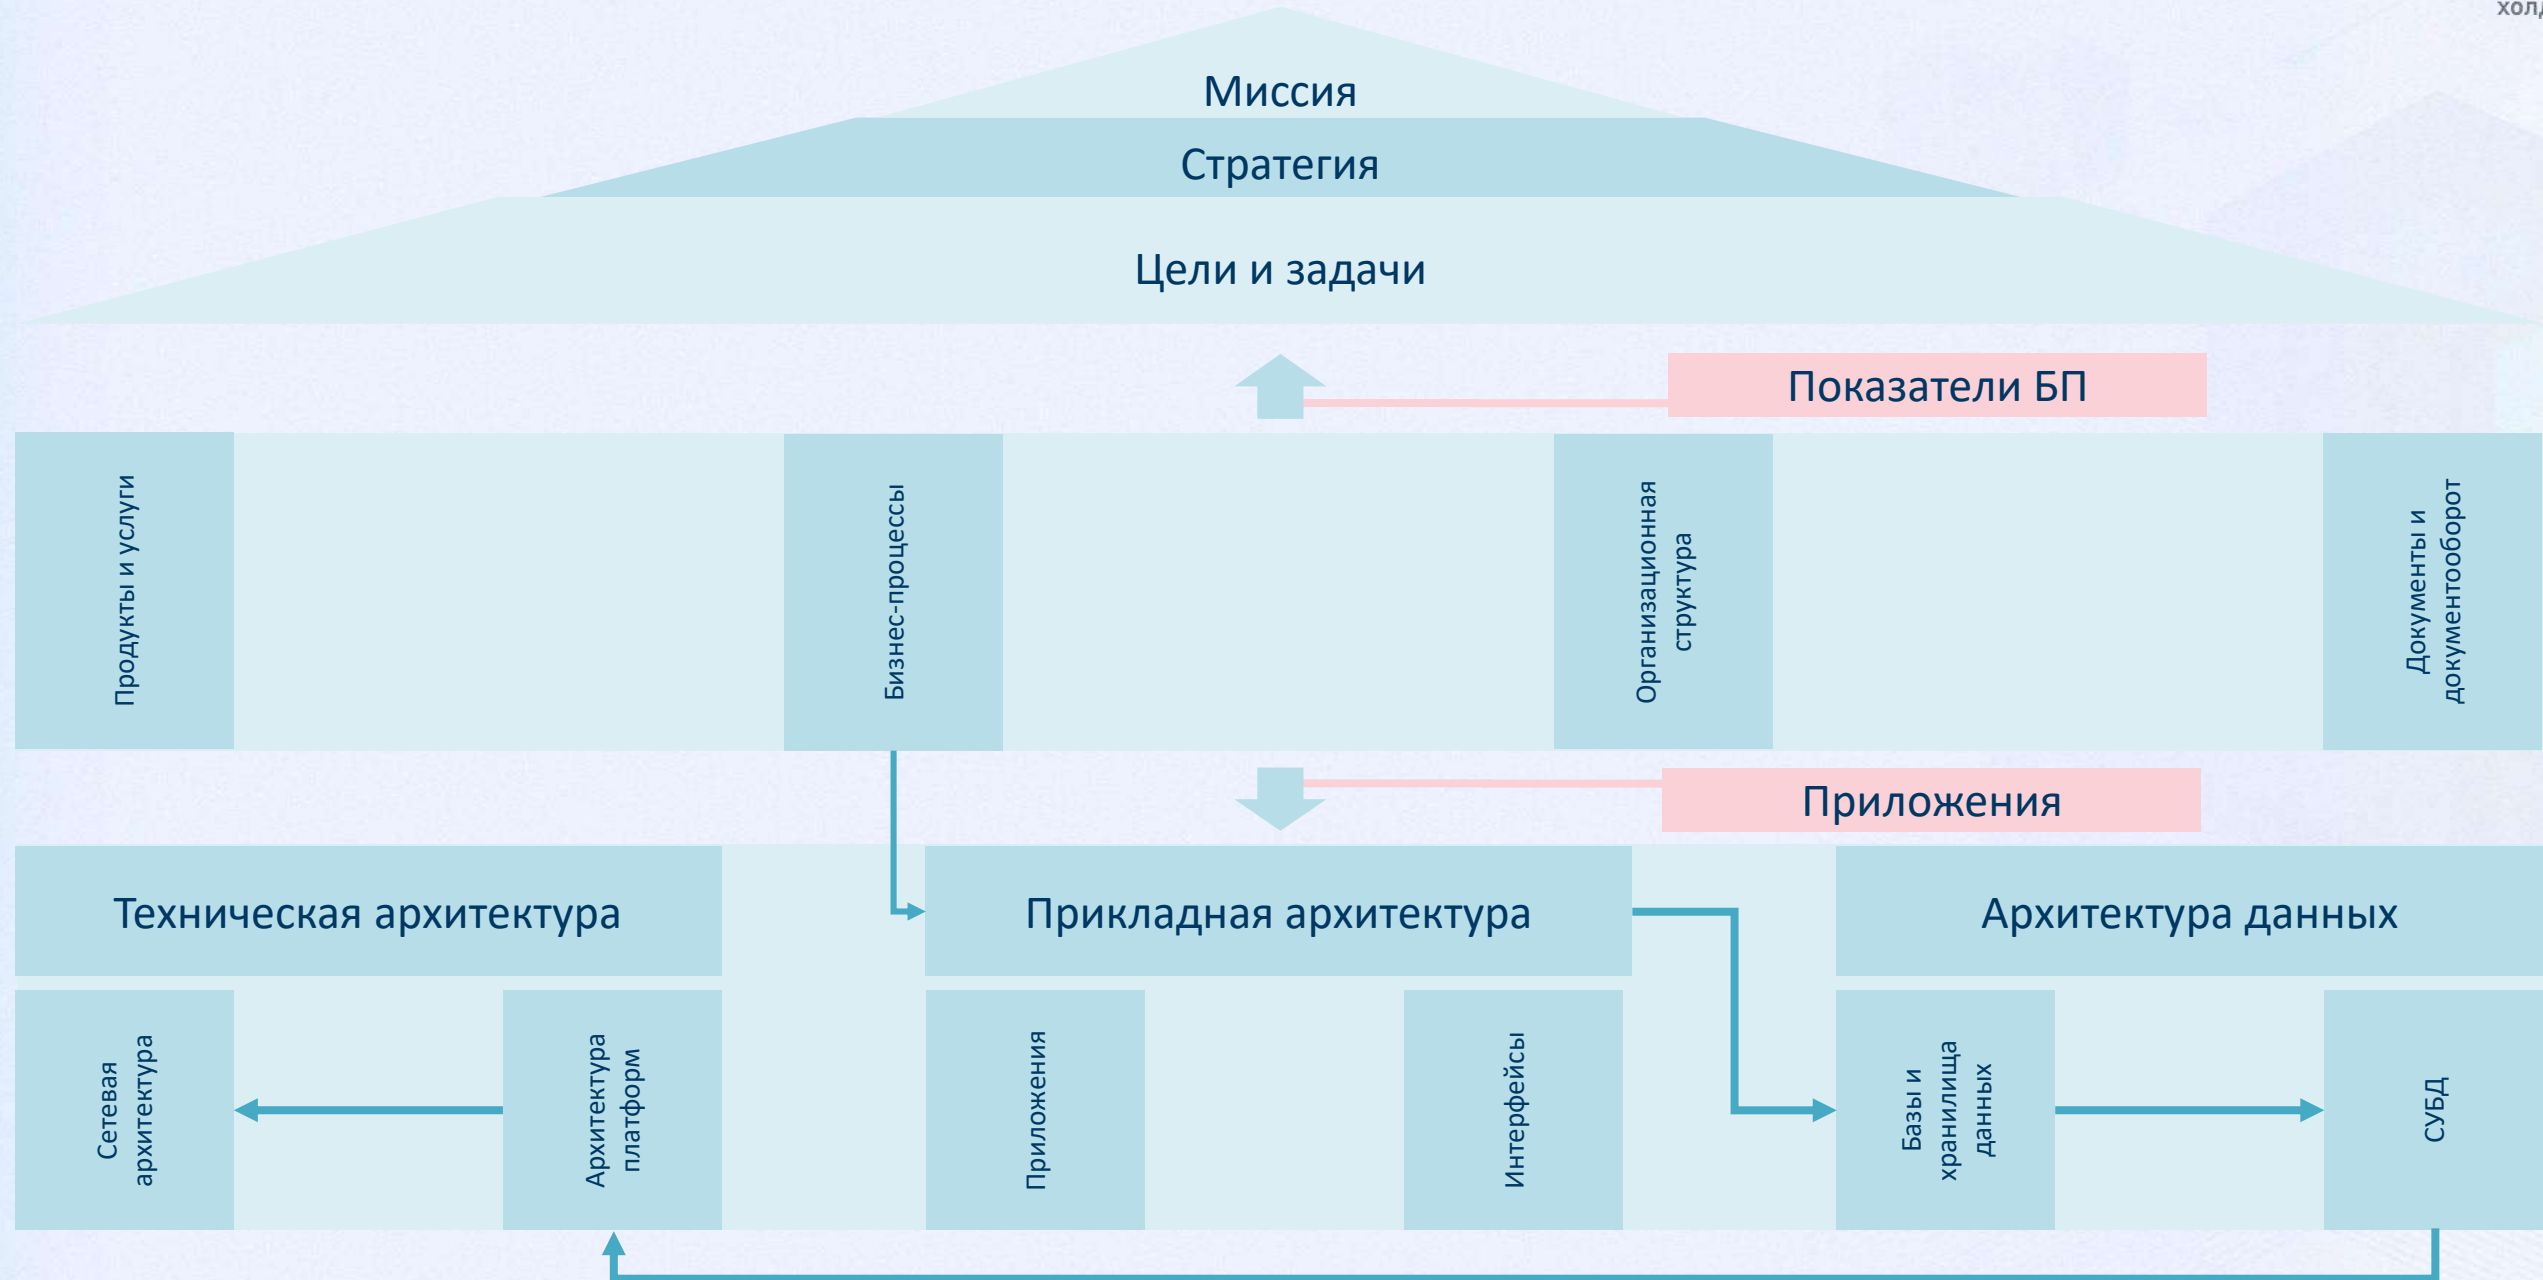 Миссия
Стратегия
Цели и задачи
Показатели БП
Продукты и услуги
Бизнес-процессы
Организационная
структура
Документы и
документооборот
Приложения
Техническая архитектура
Прикладная архитектура
Архитектура данных
Сетевая
архитектура
Архитектура
платформ
Приложения
Интерфейсы
Базы и
хранилища
данных
СУБД